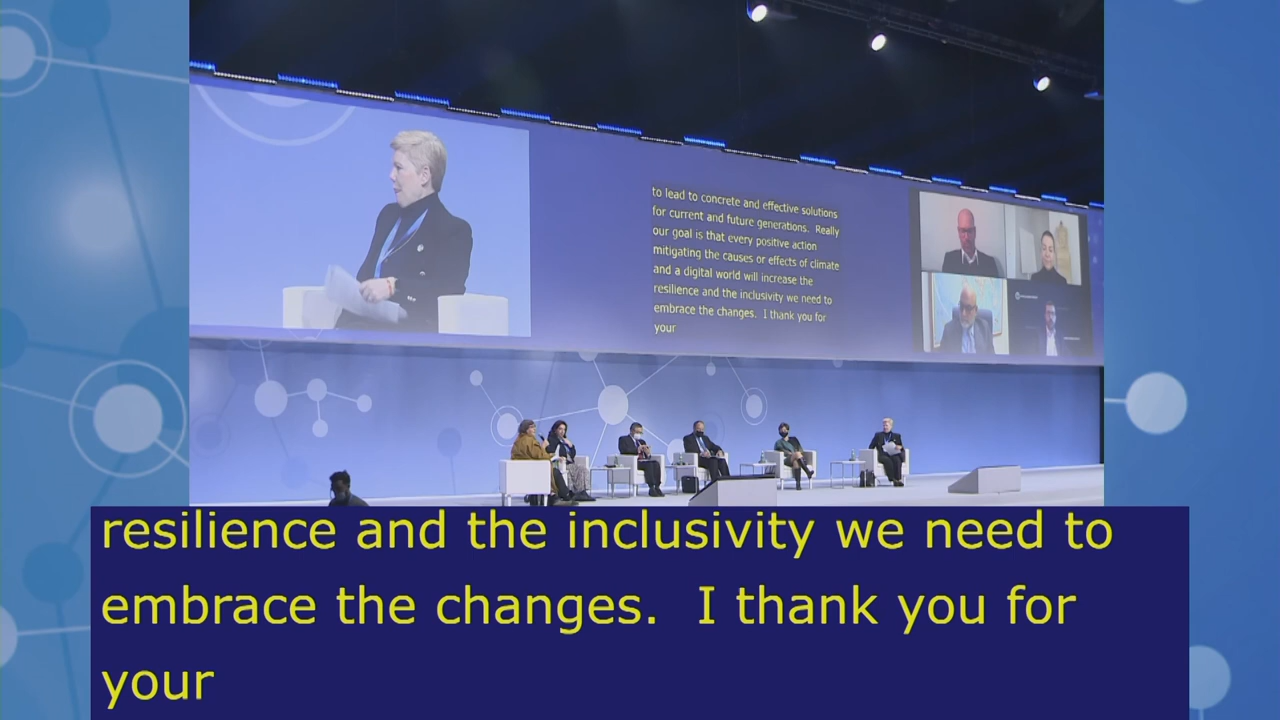 to lead to concrete and effective solutions
for current and future generations. Really
our goal is that every positive action
mitigating the causes or effects of climate
and a digital world will increase the
resilience and the inclusivity we need to
embrace the changes. I thank you for
your
resilience and the inclusivity we need to
embrace the changes. I thank you for
your